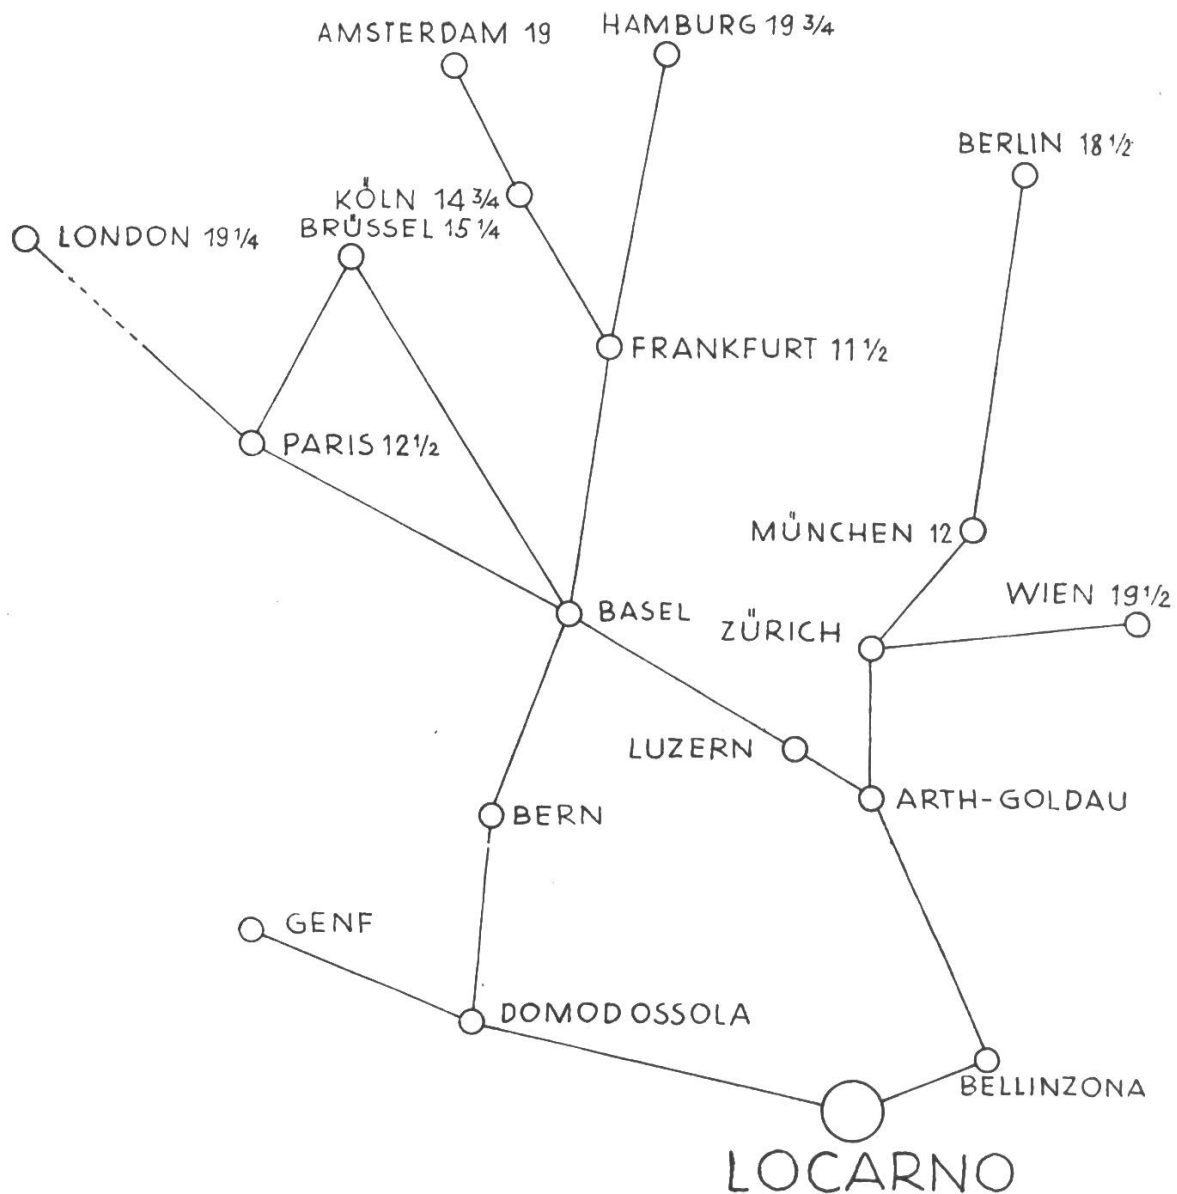 AMSTERDAM 19
HAMBURG 19 3/4
BERLIN 18 1/2
KÖLN 14 3/4
BRÜSSEL 15 1/4
LONDON 19 1/4
FRANKFURT 11 1/2
PARIS 12 1/2
MÜNCHEN 12
WIEN 19 1/2
BASEL
ZÜRICH
LUZERN
ARTH-GOLDAU
BERN
GENF
DOMODOSSOLA
BELLINZONA
LOCARNO